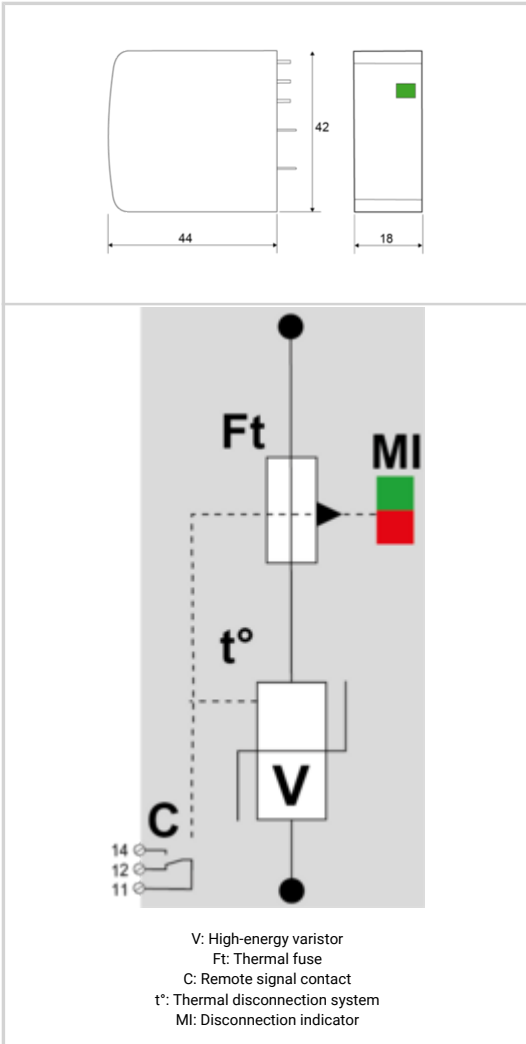 42
44
18
Ft
MI
t°
V
C
14
12
11
V: High-energy varistor
Ft: Thermal fuse
C: Remote signal contact
t°: Thermal disconnection system
MI: Disconnection indicator